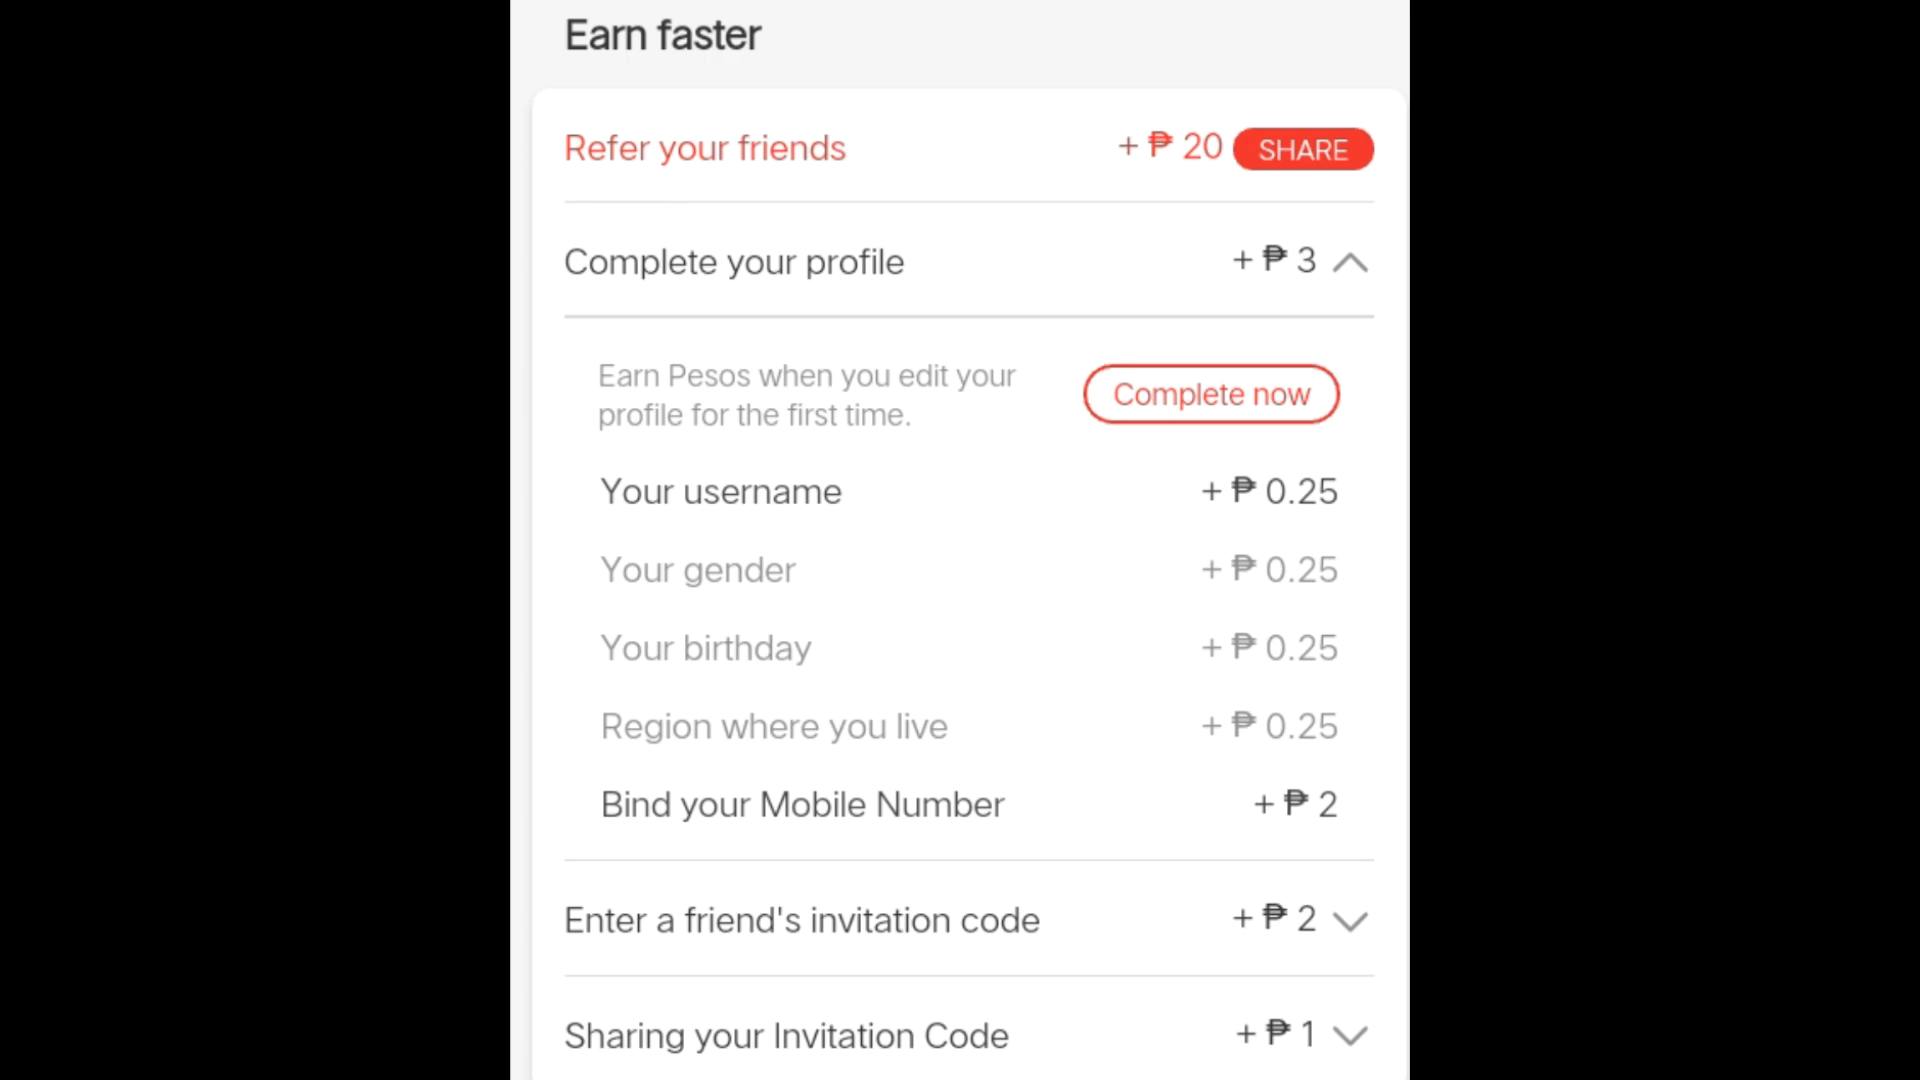 Earn faster
Refer your friends + ₱ 20 SHARE
Complete your profile + ₱ 3
Earn Pesos when you edit your
profile for the first time.
Complete now
Your username + ₱ 0.25
Your gender + ₱ 0.25
Your birthday + ₱ 0.25
Region where you live + ₱ 0.25
Bind your Mobile Number + ₱ 2
Enter a friend's invitation code + ₱ 2
Sharing your Invitation Code + ₱ 1